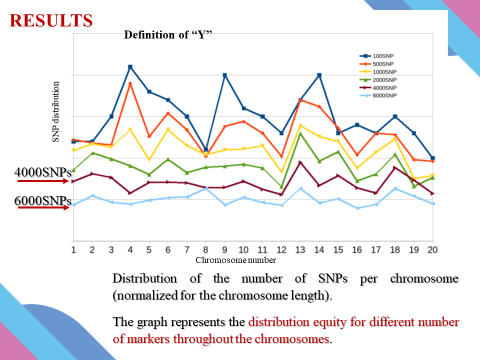 RESULTS
Definition of “Y”
SNP distribution
100SNP
500SNP
1000SNP
2000SNP
4000SNP
6000SNP
4000SNPs
6000SNPs
1 2 3 4 5 6 7 8 9 10 11 12 13 14 15 16 17 18 19 20
Chromosome number
Distribution of the number of SNPs per chromosome
(normalized for the chromosome length).
The graph represents the distribution equity for different number
of markers throughout the chromosomes.